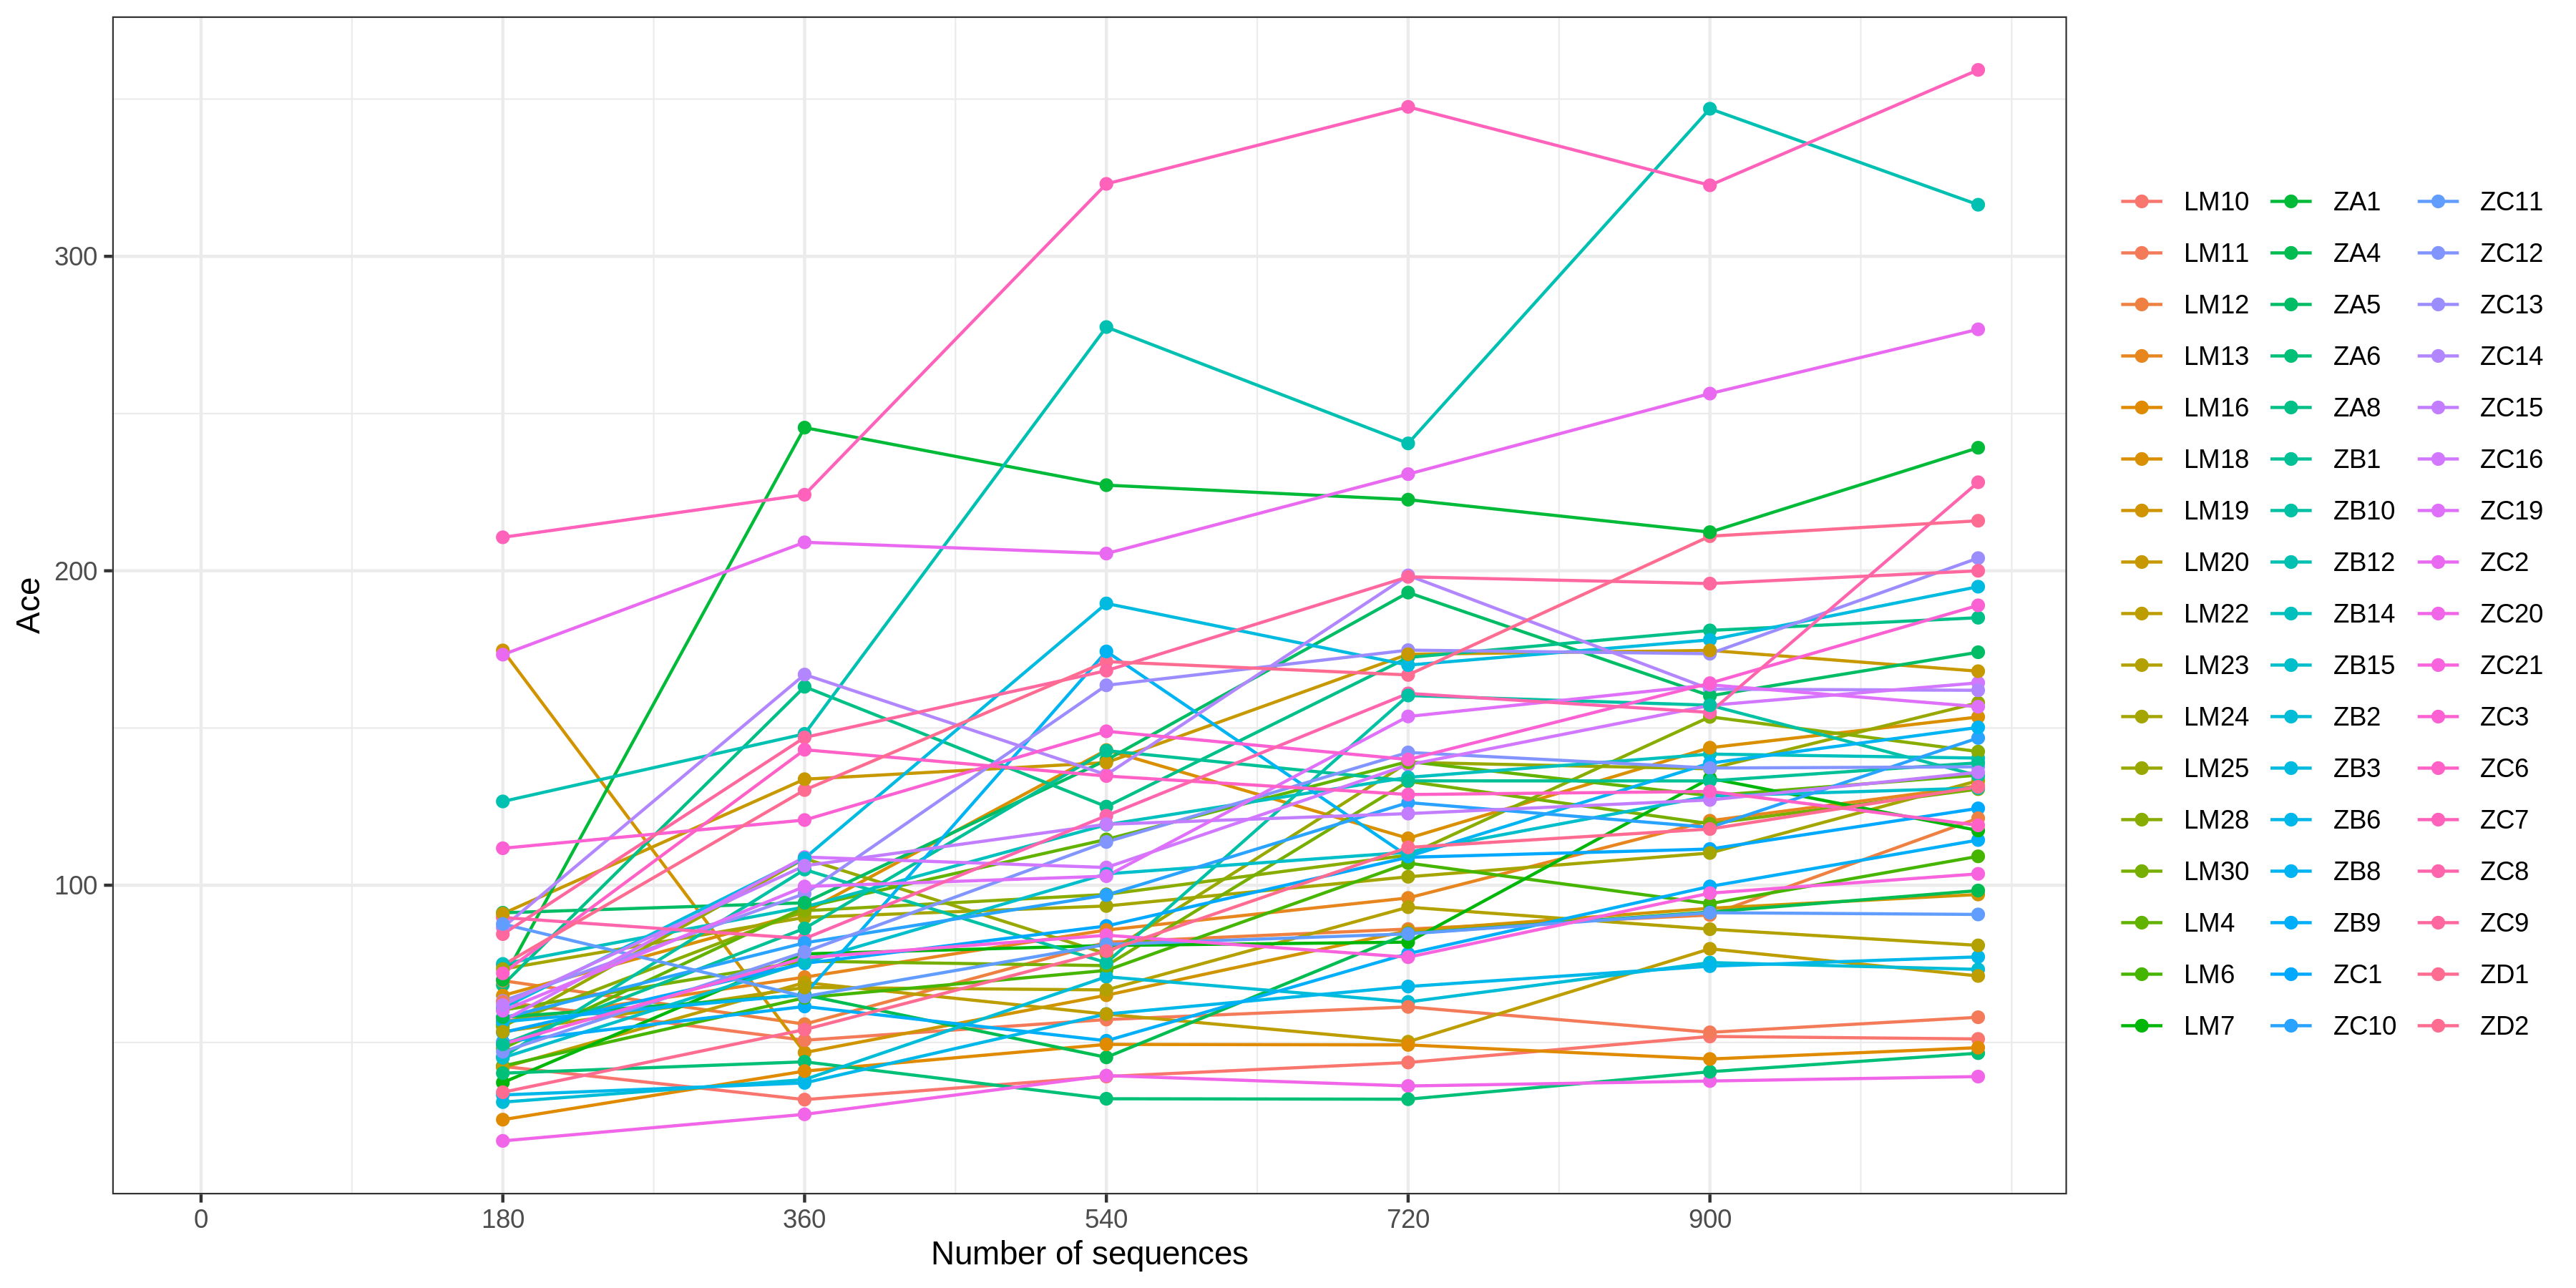 Ace
300
200
100
0 180 360 540 720 900
Number of sequences
LM10 ZA1 ZC11
LM11 ZA4 ZC12
LM12 ZA5 ZC13
LM13 ZA6 ZC14
LM16 ZA8 ZC15
LM18 ZB1 ZC16
LM19 ZB10 ZC19
LM20 ZB12 ZC2
LM22 ZB14 ZC20
LM23 ZB15 ZC21
LM24 ZB2 ZC3
LM25 ZB3 ZC6
LM28 ZB6 ZC7
LM30 ZB8 ZC8
LM4 ZB9 ZC9
LM6 ZC1 ZD1
LM7 ZC10 ZD2